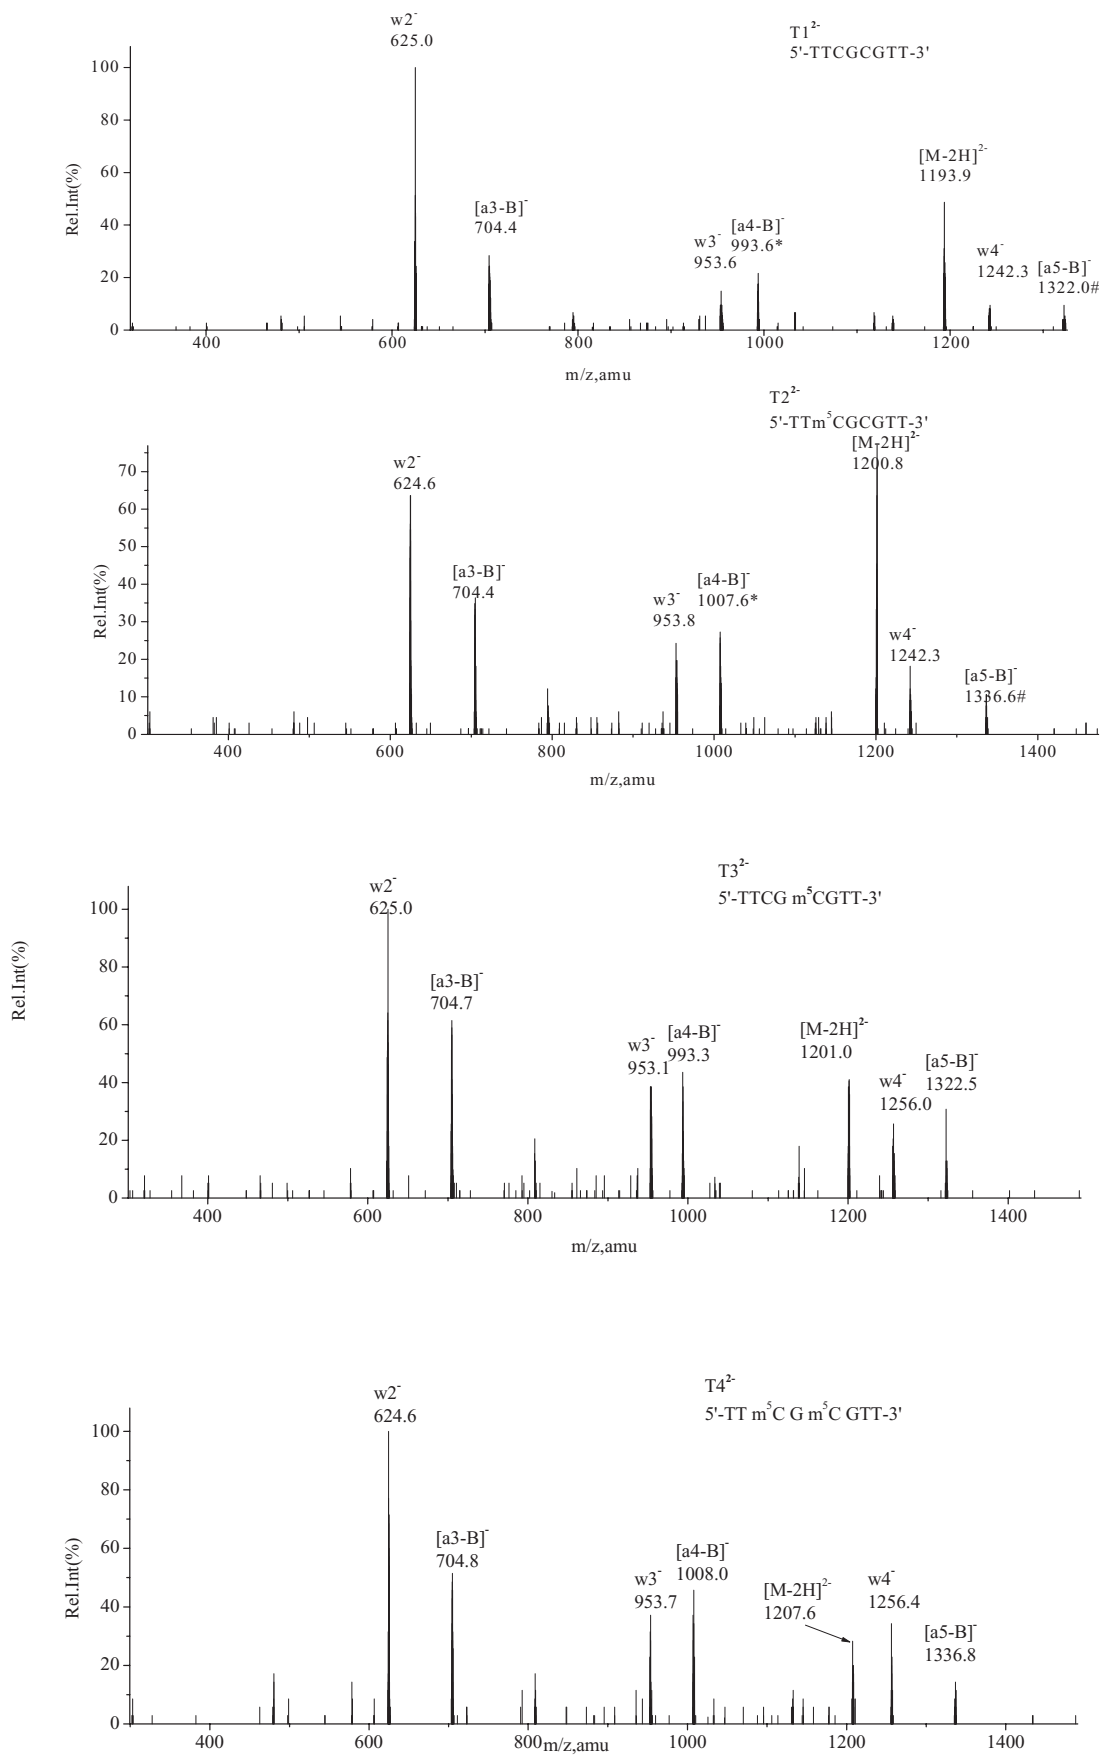 w2⁻
625.0
T1²⁻
5'-TTCGCGTT-3'
100
[M-2H]²⁻
1193.9
80
60
[a3-B]⁻
704.4
w3⁻
953.6
[a4-B]⁻
993.6*
w4⁻
1242.3
[a5-B]⁻
1322.0#
40
20
0
Rel.Int(%)
400 600 800 1000 1200
m/z,amu
T2²⁻
5'-TTm⁵CGCGTT-3'
[M-2H]²⁻
1200.8
w2⁻
624.6
70
60
50
[a3-B]⁻
704.4
w3⁻
953.8
[a4-B]⁻
1007.6*
w4⁻
1242.3
[a5-B]⁻
1336.6#
40
30
20
10
0
Rel.Int(%)
400 600 800 1000 1200 1400
m/z,amu
T3²⁻
5'-TTCG m⁵CGTT-3'
w2⁻
625.0
100
[a3-B]⁻
704.7
80
w3⁻
953.1
[a4-B]⁻
993.3
[M-2H]²⁻
1201.0
w4⁻
1256.0
[a5-B]⁻
1322.5
60
40
20
0
Rel.Int(%)
400 600 800 1000 1200 1400
m/z,amu
T4²⁻
5'-TT m⁵C G m⁵C GTT-3'
w2⁻
624.6
100
80
[a3-B]⁻
704.8
w3⁻
953.7
[a4-B]⁻
1008.0
[M-2H]²⁻
1207.6
w4⁻
1256.4
[a5-B]⁻
1336.8
60
40
20
0
Rel.Int(%)
400 600 800 1000 1200 1400
m/z,amu